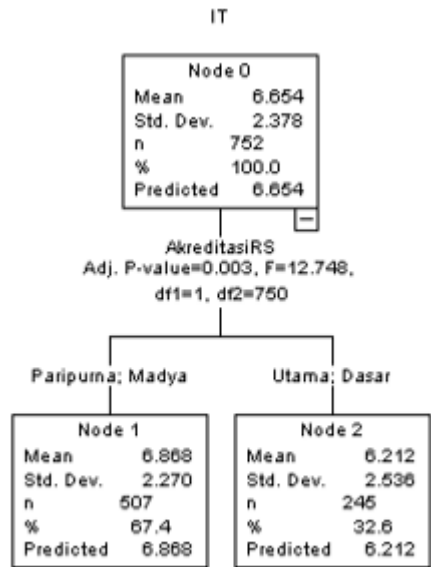 IT
Node 0
Mean 6.654
Std. Dev. 2.378
n 752
% 100.0
Predicted 6.654
AkreditasiRS
Adj. P-value=0.003, F=12.748,
df1=1, df2=750
Paripurna; Madya
Utama; Dasar
Node 1
Mean 6.868
Std. Dev. 2.270
n 507
% 67.4
Predicted 6.868
Node 2
Mean 6.212
Std. Dev. 2.536
n 245
% 32.6
Predicted 6.212